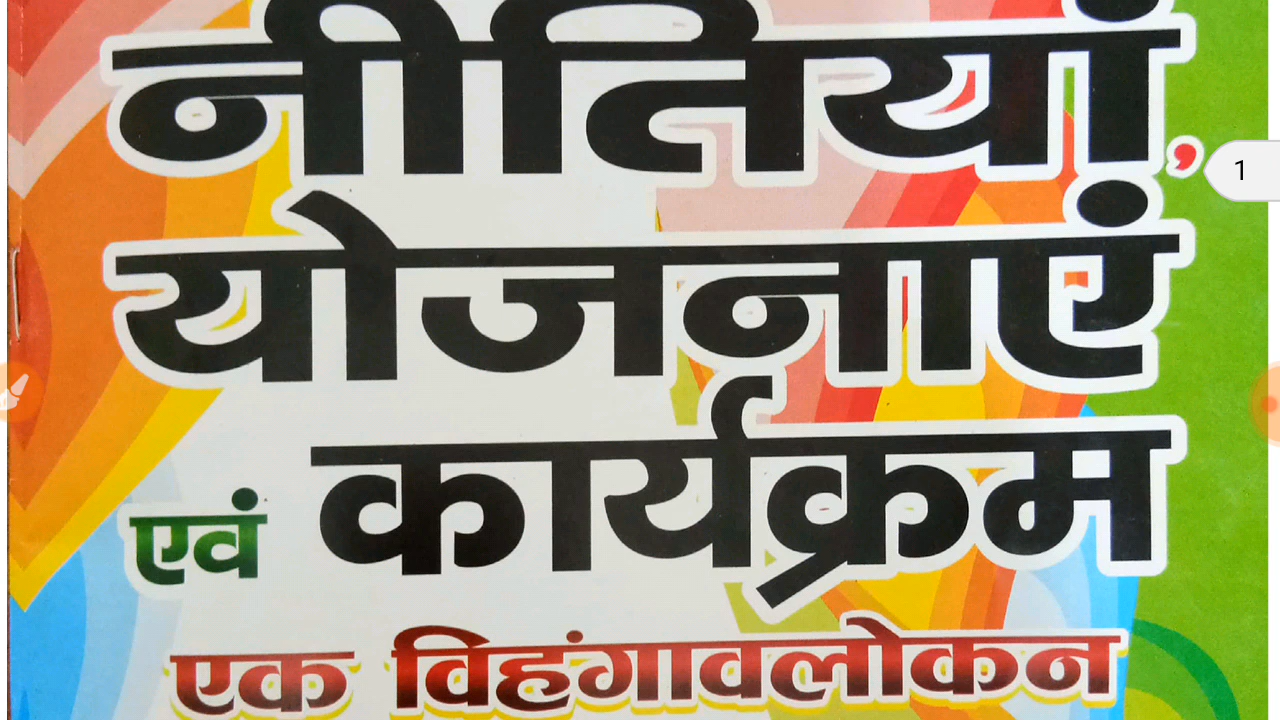 नीतियां,
1
योजनाएं
एवं कार्यक्रम
एक विहंगावलोकन